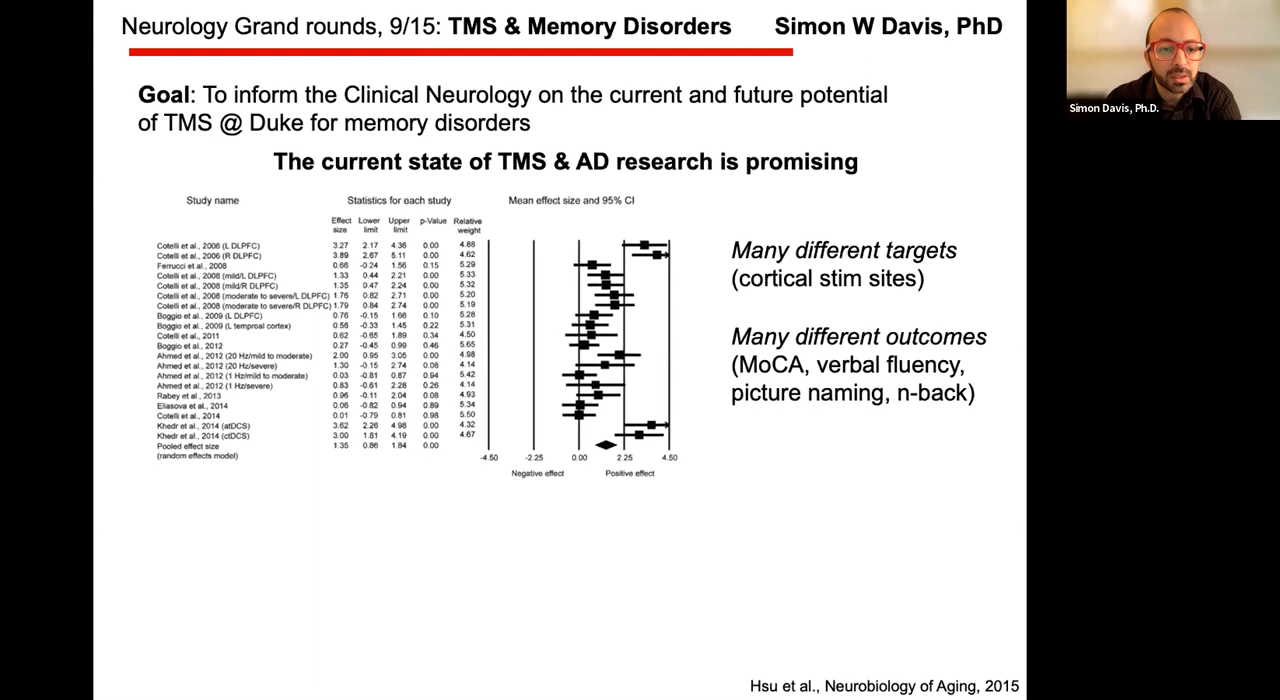 Neurology Grand rounds, 9/15: TMS & Memory Disorders Simon W Davis, PhD
Simon Davis, Ph.D.
Goal: To inform the Clinical Neurology on the current and future potential
of TMS @ Duke for memory disorders
The current state of TMS & AD research is promising
Study name Statistics for each study Mean effect size and 95% CI
Effect size Lower limit Upper limit p-Value Relative weight
Cotelli et al., 2006 (L DLPFC) 3.27 2.17 4.36 0.00 4.88
Cotelli et al., 2006 (R DLPFC) 3.89 2.67 5.11 0.00 4.62
Ferrucci et al., 2008 0.66 -0.24 1.56 0.15 5.29
Cotelli et al., 2008 (mild/L DLPFC) 1.33 0.44 2.21 0.00 5.33
Cotelli et al., 2008 (mild/R DLPFC) 1.35 0.47 2.24 0.00 5.32
Cotelli et al., 2008 (moderate to severe/L DLPFC) 1.76 0.82 2.71 0.00 5.20
Cotelli et al., 2008 (moderate to severe/R DLPFC) 1.79 0.84 2.74 0.00 5.19
Boggio et al., 2009 (L DLPFC) 0.76 -0.15 1.66 0.10 5.28
Boggio et al., 2009 (L temproal cortex) 0.56 -0.33 1.45 0.22 5.31
Cotelli et al., 2011 0.62 -0.65 1.89 0.34 4.50
Boggio et al., 2012 0.27 -0.45 0.99 0.46 5.65
Ahmed et al., 2012 (20 Hz/mild to moderate) 2.00 0.95 3.05 0.00 4.98
Ahmed et al., 2012 (20 Hz/severe) 1.30 -0.15 2.74 0.08 4.14
Ahmed et al., 2012 (1 Hz/mild to moderate) 0.03 -0.81 0.87 0.94 5.42
Ahmed et al., 2012 (1 Hz/severe) 0.83 -0.61 2.28 0.26 4.14
Rabey et al., 2013 0.96 -0.11 2.04 0.08 4.93
Eliasova et al., 2014 0.06 -0.82 0.94 0.89 5.34
Cotelli et al., 2014 0.01 -0.79 0.81 0.98 5.50
Khedr et al., 2014 (atDCS) 3.62 2.26 4.98 0.00 4.32
Khedr et al., 2014 (ctDCS) 3.00 1.81 4.19 0.00 4.67
Pooled effect size 1.35 0.86 1.84 0.00
(random effects model)
-4.50 -2.25 0.00 2.25 4.50
Negative effect Positive effect
Many different targets
(cortical stim sites)
Many different outcomes
(MoCA, verbal fluency,
picture naming, n-back)
Hsu et al., Neurobiology of Aging, 2015